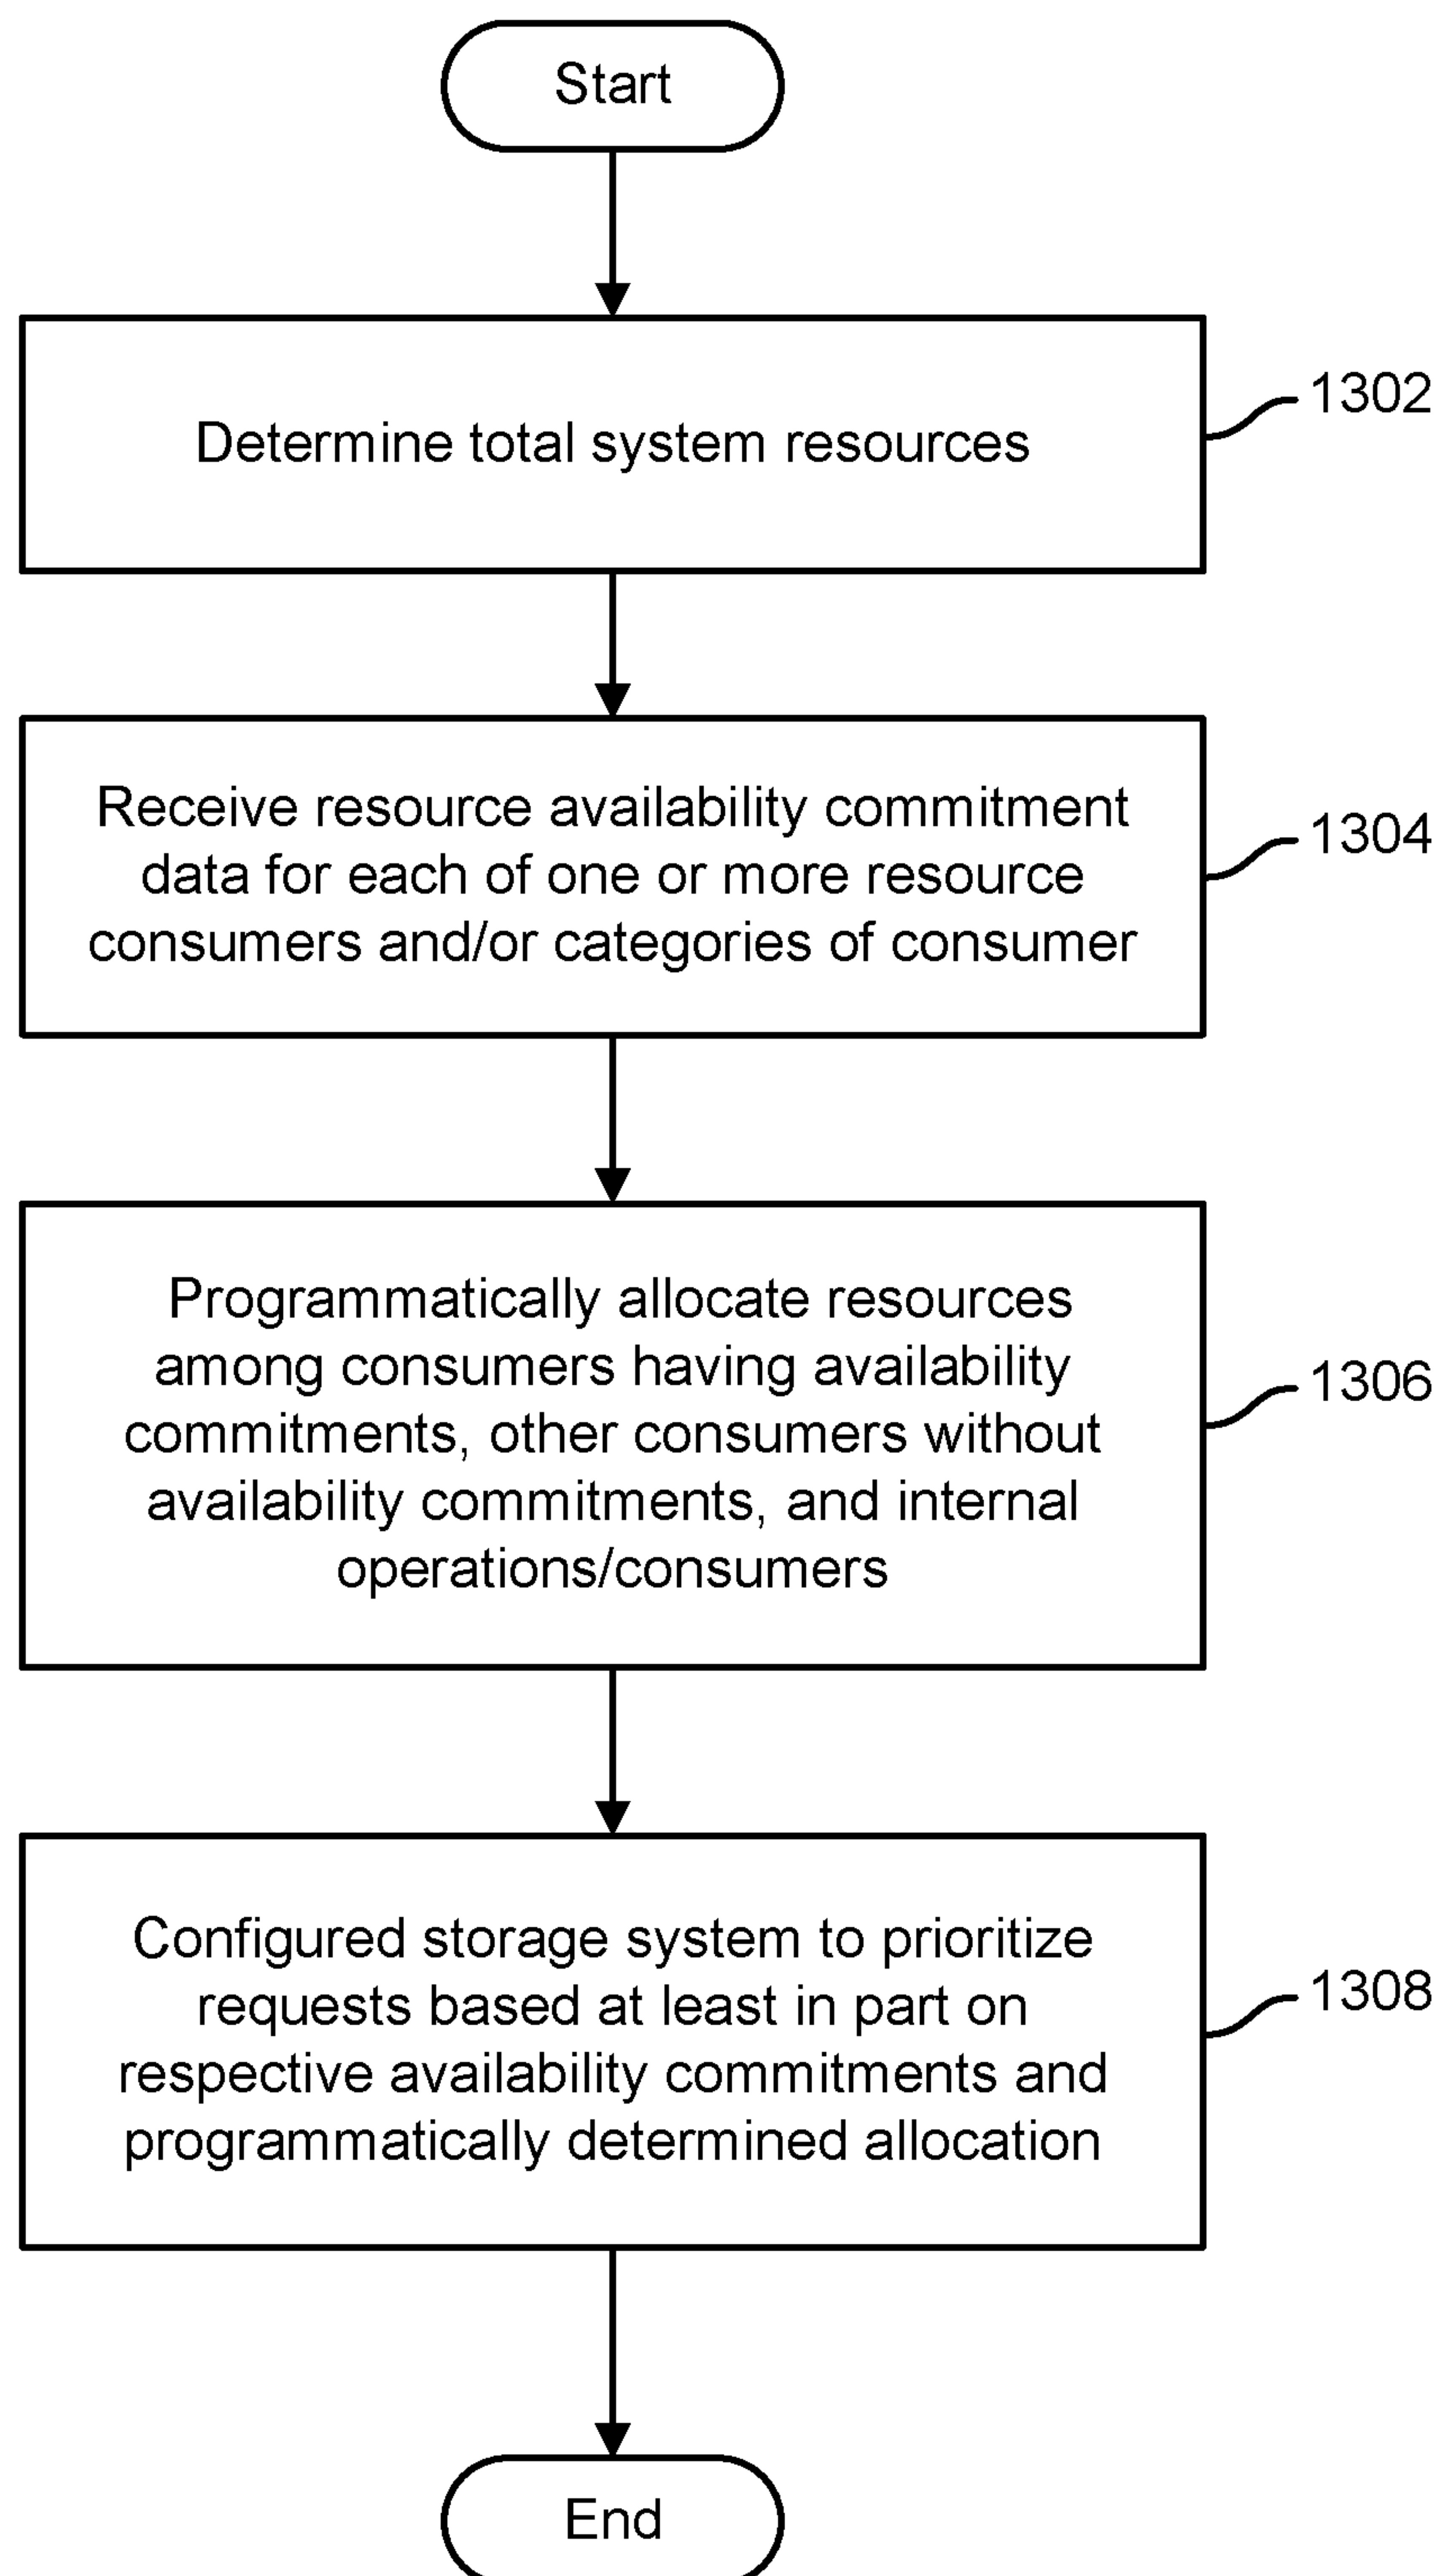 Start
Determine total system resources
1302
Receive resource availability commitment
data for each of one or more resource
consumers and/or categories of consumer
1304
Programmatically allocate resources
among consumers having availability
commitments, other consumers without
availability commitments, and internal
operations/consumers
1306
Configured storage system to prioritize
requests based at least in part on
respective availability commitments and
programmatically determined allocation
1308
End